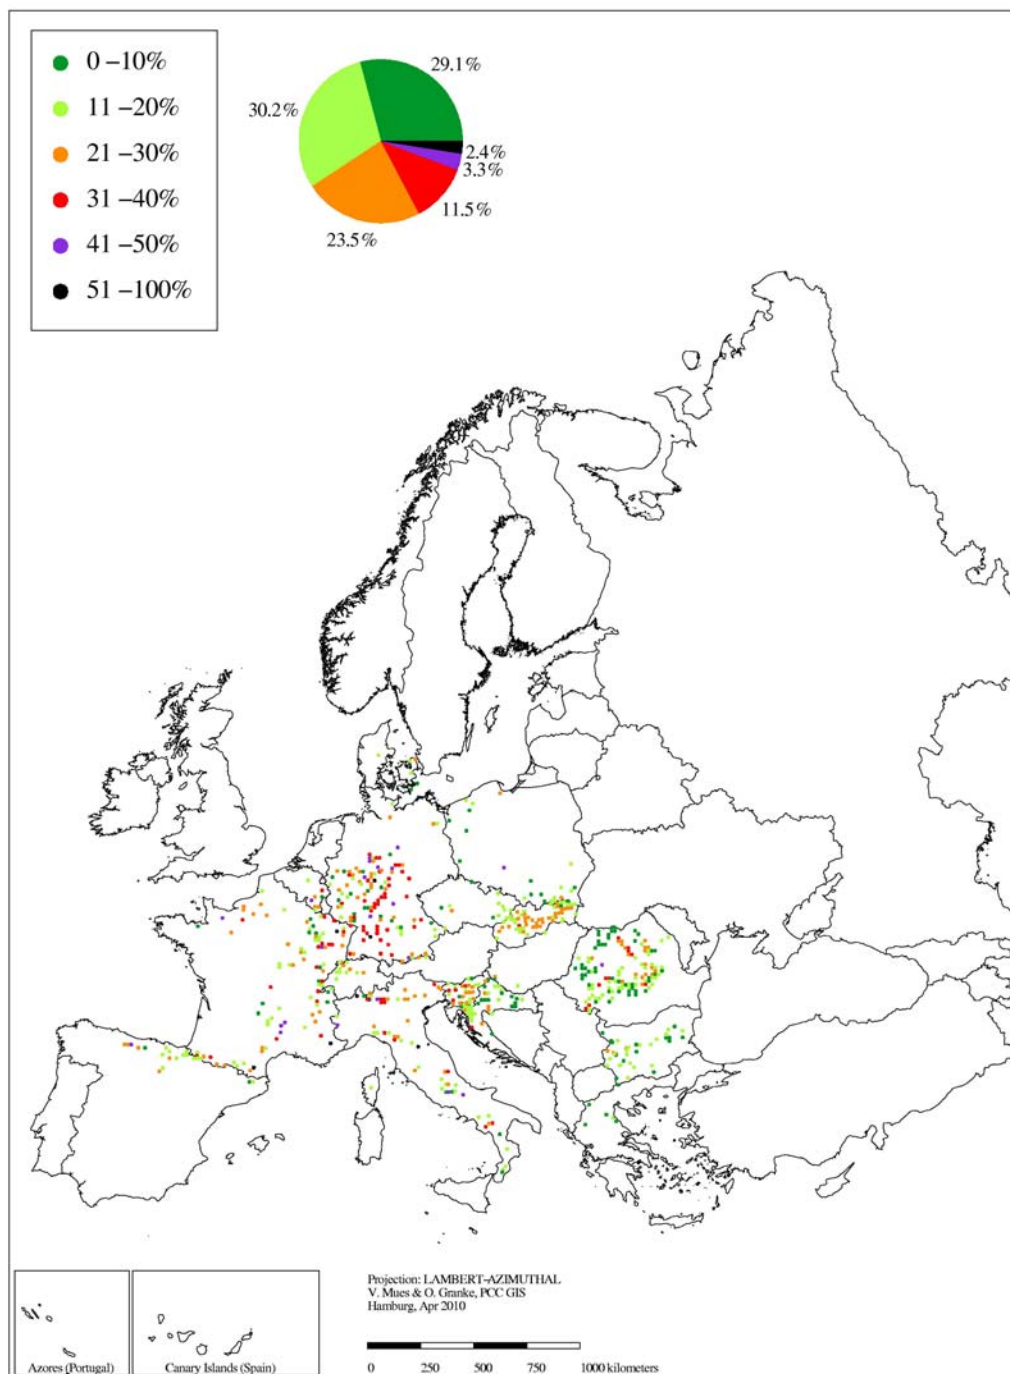 0 –10%
11 –20%
21 –30%
31 –40%
41 –50%
51 –100%
29.1%
30.2%
2.4%
3.3%
11.5%
23.5%
Projection: LAMBERT-AZIMUTHAL
V. Mues & O. Granke, PCC GIS
Hamburg, Apr 2010
0 250 500 750 1000 kilometers
Azores (Portugal)
Canary Islands (Spain)